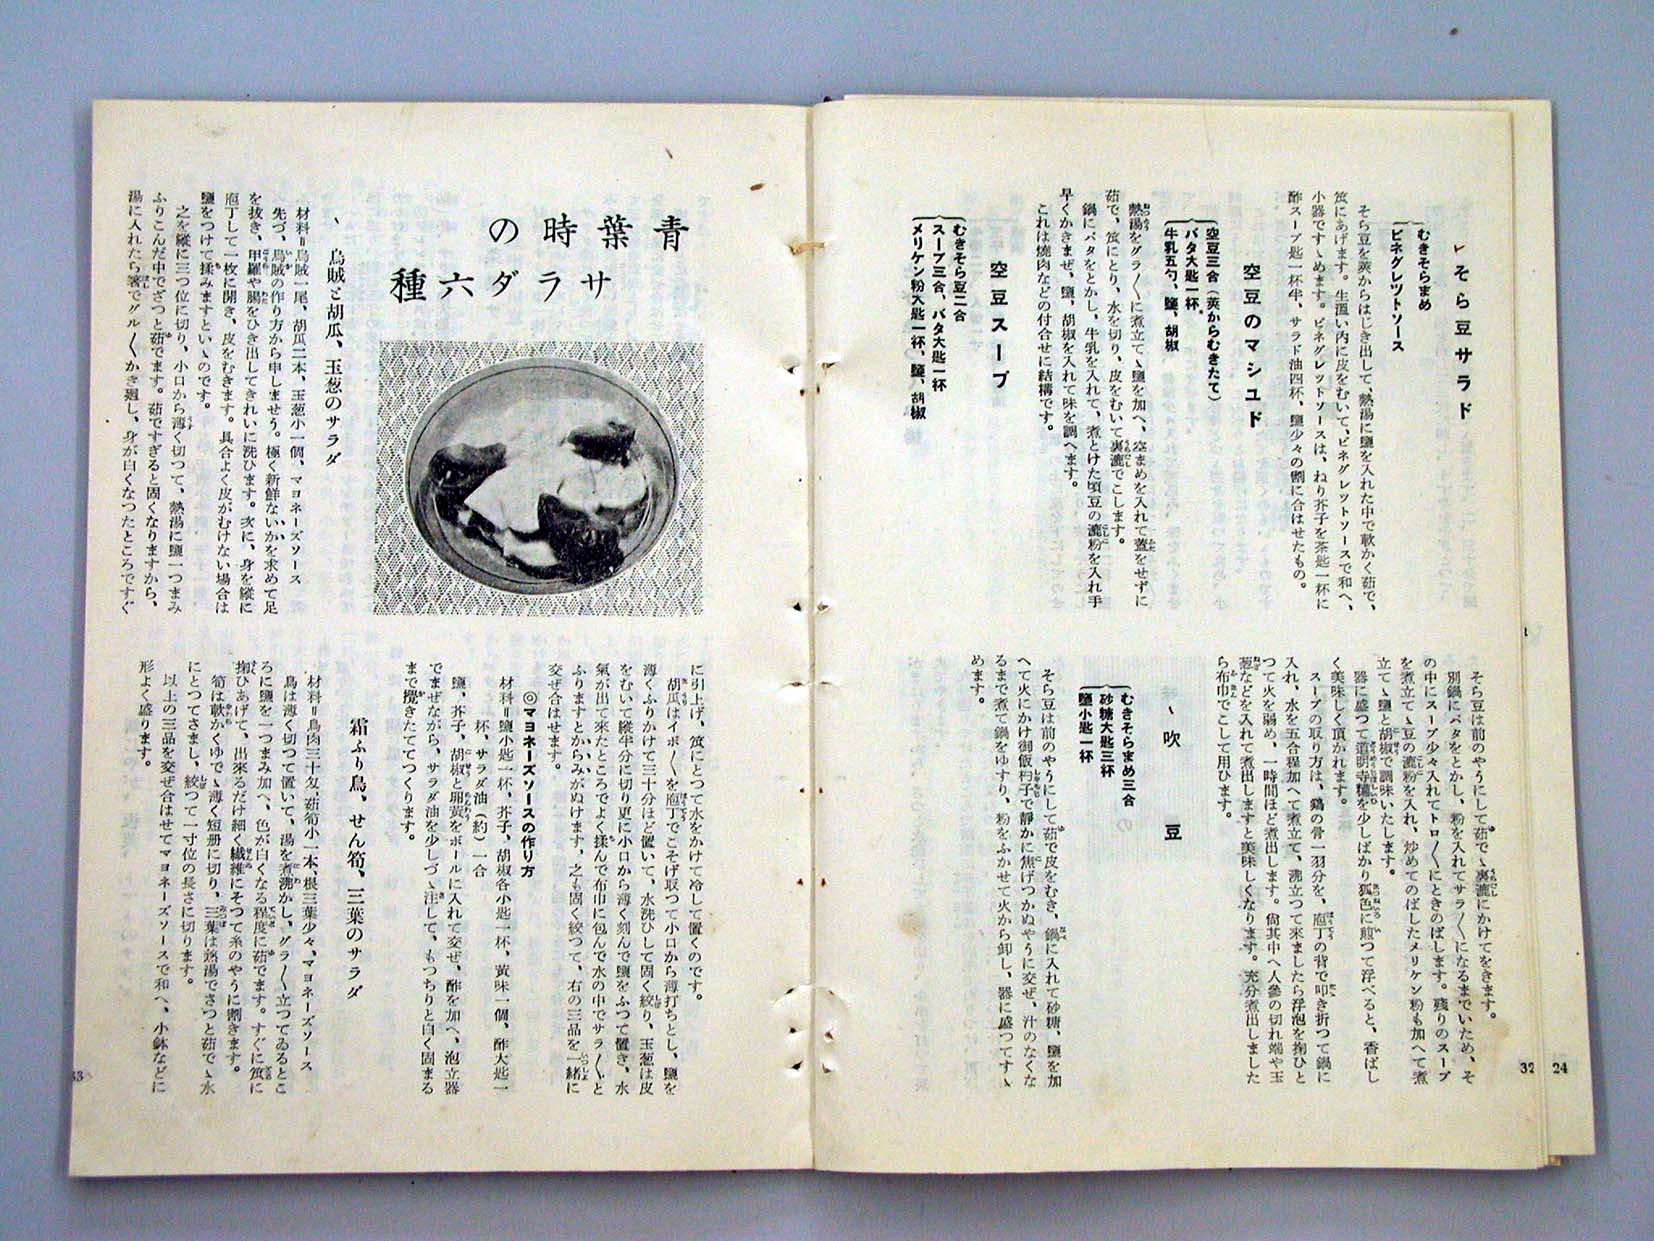 そら豆サラド
むきそらまめ
ビネグレツトソース
そら豆を莢からはじき出して、熱湯に鹽を入れた中で軟かく茹で、
笊にあげます。生溫い内に皮をむいて、ビネグレツトソースで和へ、
小器ですゝめます。ビネグレットソースは、ねり芥子を茶匙一杯に
酢スープ匙一杯半、サラド油四杯、鹽少々の割に合はせたもの。
空豆のマシユド
空豆三合（莢からむきたて）
バタ大匙一杯
牛乳五勺、鹽、胡椒
熱湯をグラ〳〵に煮立てゝ鹽を加へ、空まめを入れて蓋をせずに
茹で、笊にとり、水を切り、皮をむいて裏漉でこします。
鍋にバタをとかし、牛乳を入れて、煮とけた頃豆の漉粉を入れ手
早くかきまぜ、鹽、胡椒を入れて味を調へます。
これは燒肉などの付合せに結構です。
空豆スープ
むきそら豆二合
スープ三合、バタ大匙一杯
メリケン粉大匙一杯、鹽、胡椒
そら豆は前のやうにして茹でゝ裏漉にかけてをきます。
別鍋にバタをとかし、粉を入れてサラ〳〵になるまでいため、そ
の中にスープ少々入れてトロ〳〵にときのばします。殘りのスープ
を煮立てゝ豆の漉粉を入れ、炒めてのばしたメリケン粉も加へて煮
立てゝ鹽と胡椒で調味いたします。
器に盛つて道明寺糒を少しばかり狐色に煎つて浮べると、香ばし
く美味しく頂かれます。
スープの取り方は、鷄の骨一羽分を、庖丁の背で叩き折つて鍋に
入れ、水を五合程加へて煮立て、沸立つて來ましたら浮泡を掬ひと
つて火を弱め、一時間ほど煮出します。尙其中へ人參の切れ端や玉
葱などを入れて煮出しますと美味しくなります。充分煮出しました
ら布巾でこして用ひます。
吹豆
むきそらまめ三合
砂糖大匙三杯
鹽小匙一杯
そら豆は前のやうにして茹で皮をむき、鍋に入れて砂糖、鹽を加
へて火にかけ御飯杓子で靜かに焦げつかぬやうに交ぜ、汁のなくな
るまで煮て鍋をゆすり、粉をふかせて火から卸し、器に盛つてすゝ
めます。
32
24
青葉時の
サラダ六種
烏賊と胡瓜、玉葱のサラダ
材料＝烏賊一尾、胡瓜二本、玉葱小一個、マヨネーズソース
先づ、烏賊の作り方から申しませう。極く新鮮ないかを求めて足
を拔き、甲羅や腸をひき出してきれいに洗ひます。次に、身を縱に
庖丁して一枚に開き、皮をむきます。具合よく皮がむけない場合は
鹽をつけて揉みますといゝのです。
之を縱に三つ位に切り、小口から薄く切つて、熱湯に鹽一つまみ
ふりこんだ中でざつと茹でます。茹ですぎると固くなりますから、
湯に入れたら箸でグル〳〵かき廻し、身が白くなつたところですぐ
に引上げ、笊にとつて水をかけて冷して置くのです。
胡瓜はイボ〳〵を庖丁でこそげ取つて小口から薄打ちとし、鹽を
薄くふりかけて三十分ほど置いて、水洗ひして固く絞り、玉葱は皮
をむいて縱半分に切り更に小口から薄く刻んで鹽をふつて置き、水
氣が出て來たところでよく揉んで布巾に包んで水の中でサラ〳〵と
ふりますとからみがぬけます。之も固く絞つて、右の三品を一緒に
交ぜ合はせます。
◎マヨネーズソースの作り方
材料＝鹽小匙一杯、芥子、胡椒各小匙一杯、黃味一個、酢大匙一
杯、サラダ油（約）一合
鹽、芥子、胡椒と卵黃をボールに入れて交ぜ、酢を加へ、泡立器
でまぜながら、サラダ油を少しづゝ注して、もつちりと白く固まる
まで攪きたてゝつくります。
霜ふり鳥、せん筍、三葉のサラダ
材料＝鳥肉三十匁、茹筍小一本、根三葉少々、マヨネーズソース
鳥は薄く切つて置いて、湯を煮沸かし、グラ〳〵立つてゐるとこ
ろに鹽を一つまみ加へ、色が白くなる程度に茹でます。すぐに笊に
掬ひあげて、出來るだけ細く纖維にそつて糸のやうに割きます。
筍は軟かくゆでゝ薄く短册に切り、三葉は熱湯でさつと茹でゝ水
にとつてさまし、絞つて一寸位の長さに切ります。
以上の三品を交ぜ合はせてマヨネーズソースで和へ、小鉢などに
形よく盛ります。
33